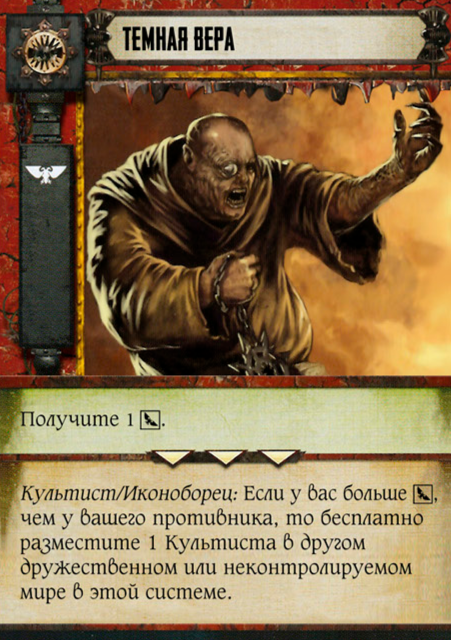 ТЕМНАЯ ВЕРА
Получите 1 .
Культист/Иконоборец: Если у вас больше ,
чем у вашего противника, то бесплатно
разместите 1 Культиста в другом
дружественном или неконтролируемом
мире в этой системе.